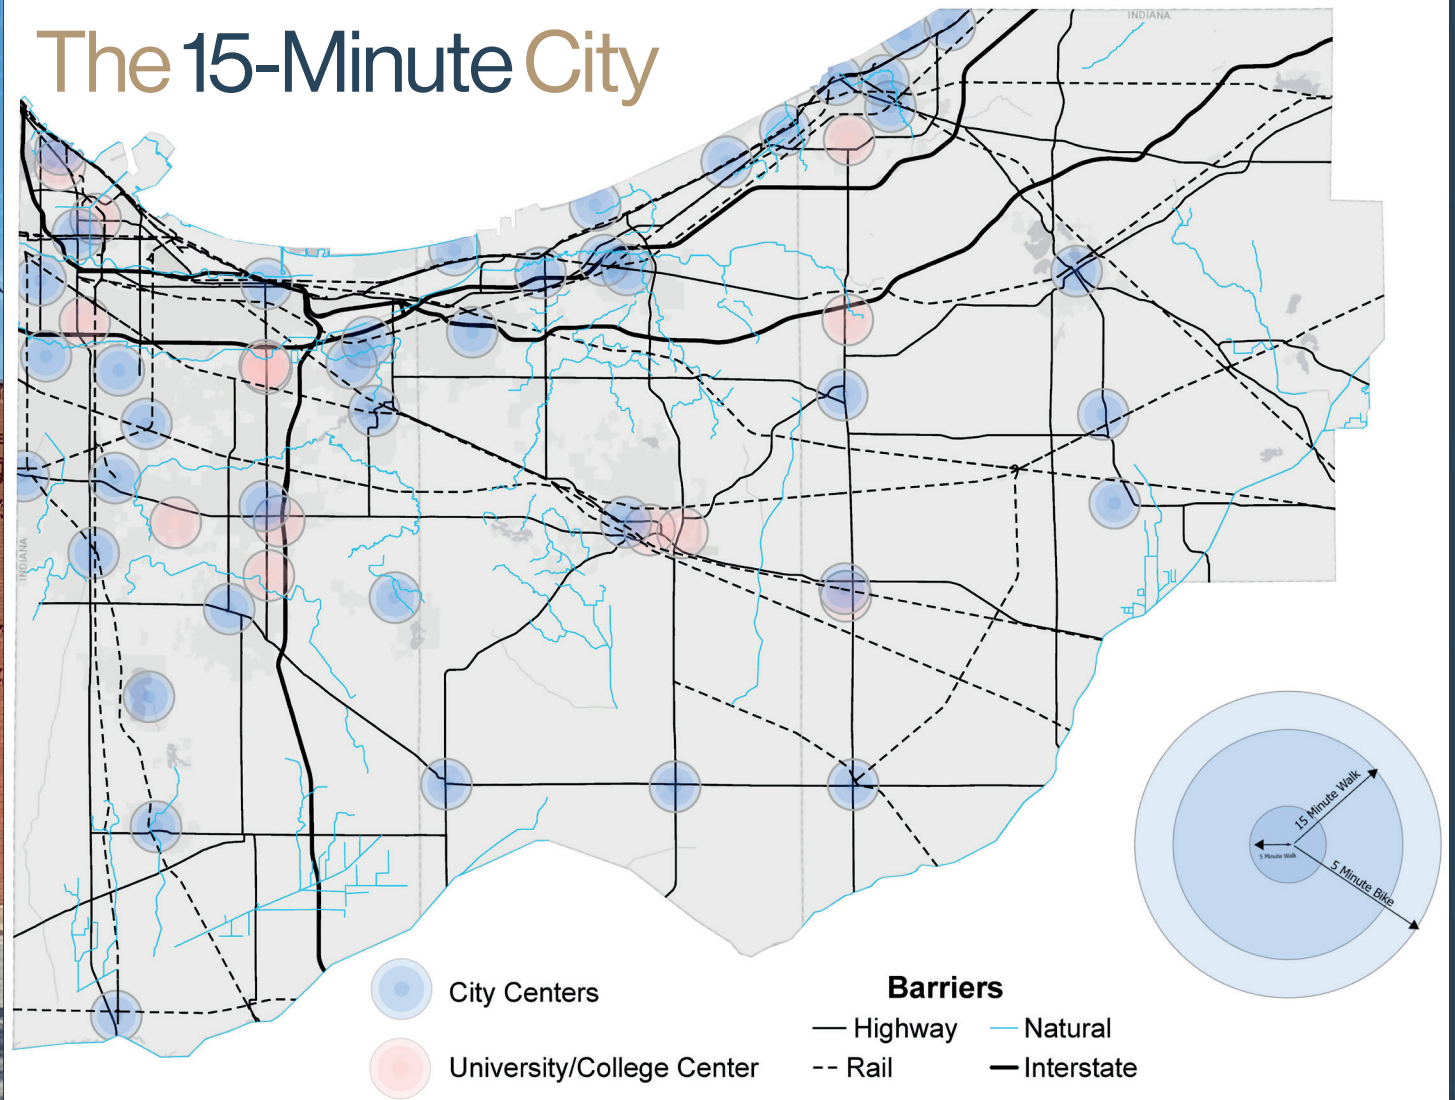 The 15-Minute City
INDIANA
INDIANA
15 Minute Walk
5 Minute Walk
5 Minute Bike
City Centers
University/College Center
Barriers
Highway
Natural
Rail
Interstate